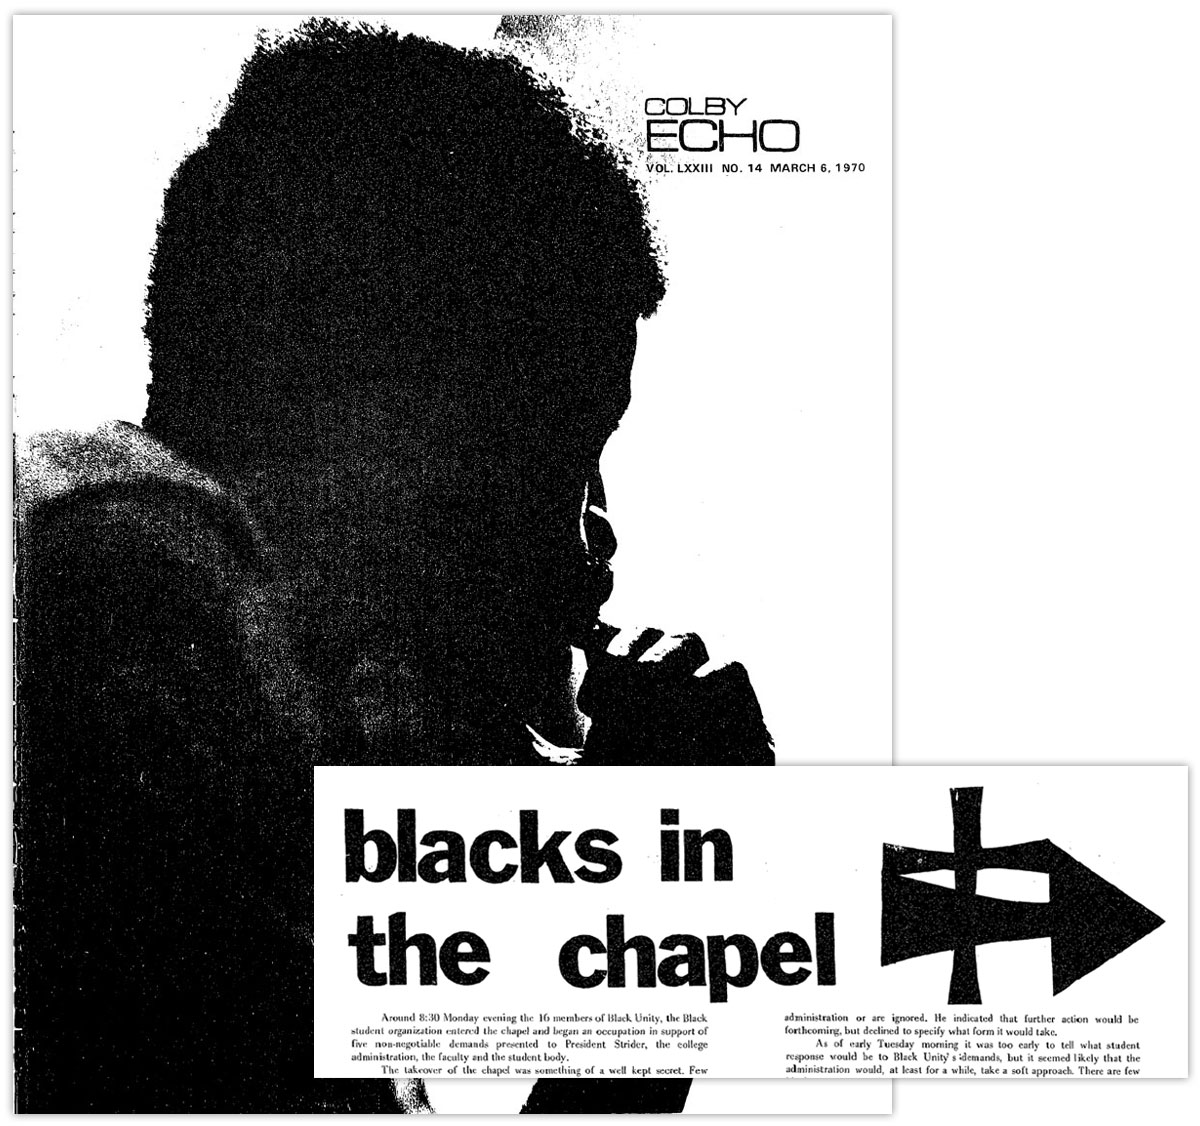 COLBY
ECHO
VOL. LXXIII NO. 14 MARCH 6, 1970
blacks in
the chapel
Around 8:30 Monday evening the 16 members of Black Unity, the Black
student organization entered the chapel and began an occupation in support of
five non-negotiable demands presented to President Strider, the college
administration, the faculty and the student body.
The takeover of the chapel was something of a well kept secret. Few
administration or are ignored. He indicated that further action would be
forthcoming, but declined to specify what form it would take.
As of early Tuesday morning it was too early to tell what student
response would be to Black Unity's demands, but it seemed likely that the
administration would, at least for a while, take a soft approach. There are few